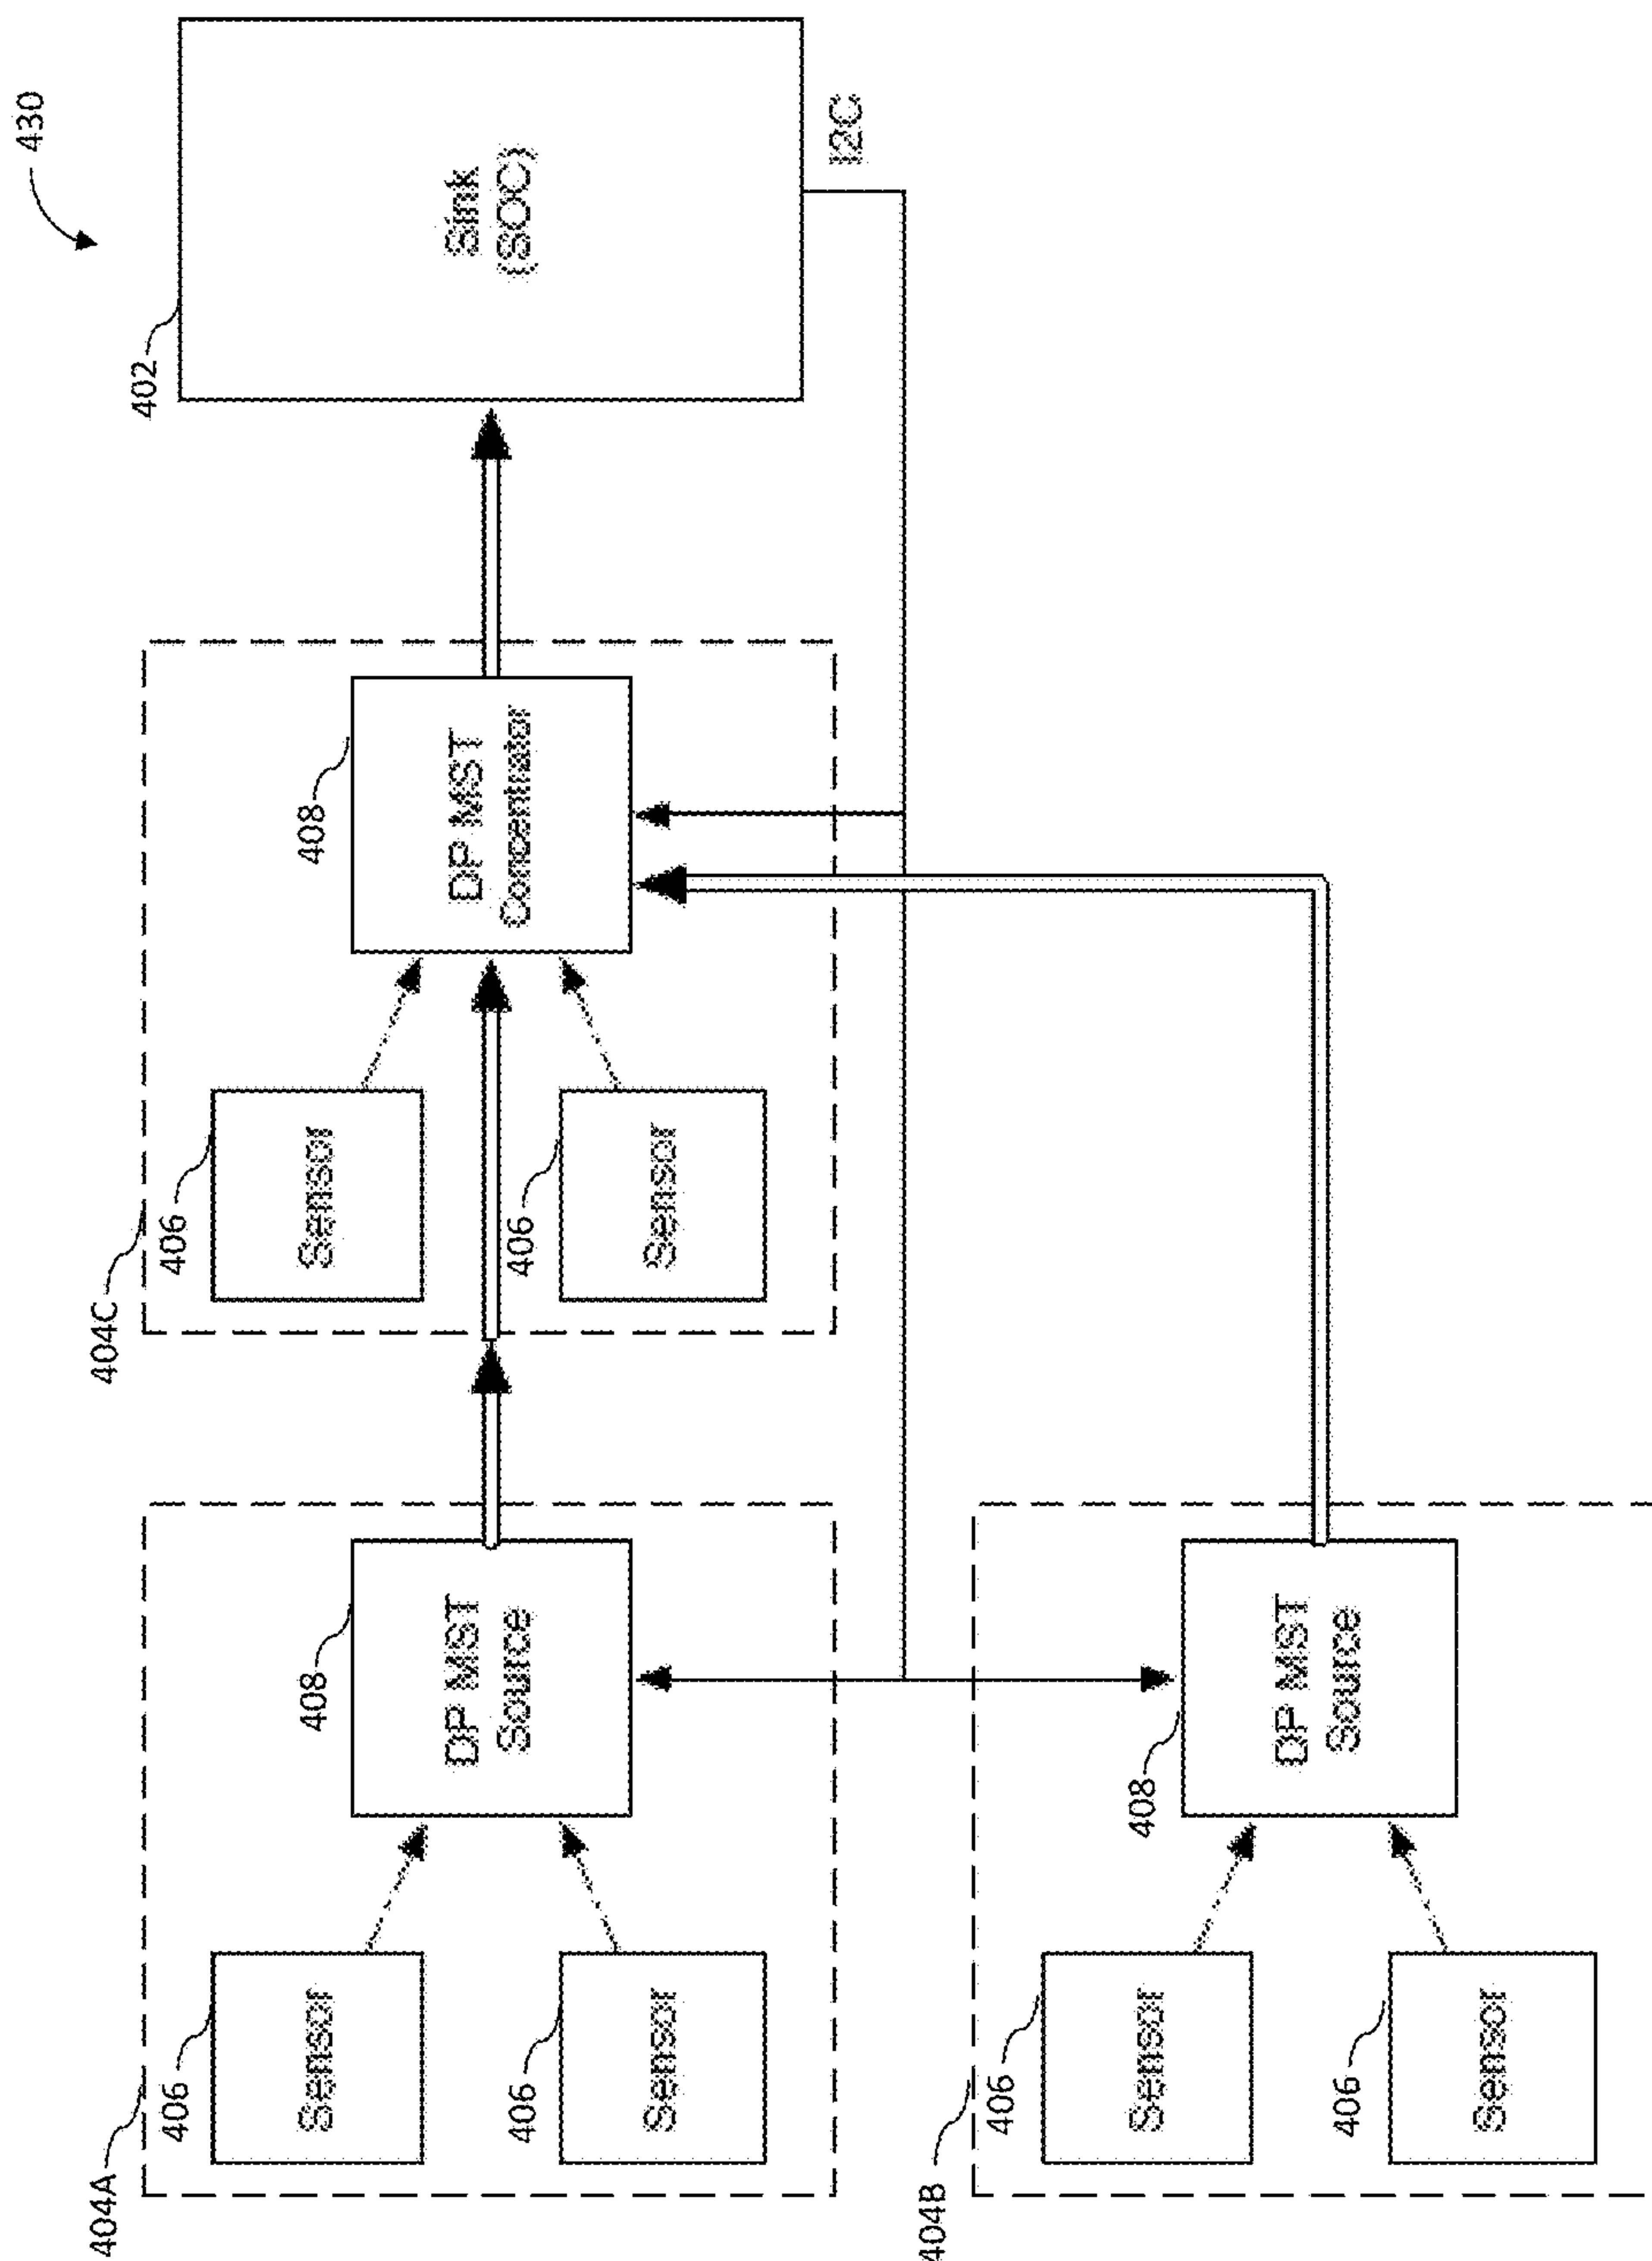 430
404A
406
Sensor
406
Sensor
408
DP MST
Source
404C
406
Sensor
406
Sensor
408
DP MST
Concentrator
402
Sink
(SOC)
I2C
404B
406
Sensor
406
Sensor
408
DP MST
Source